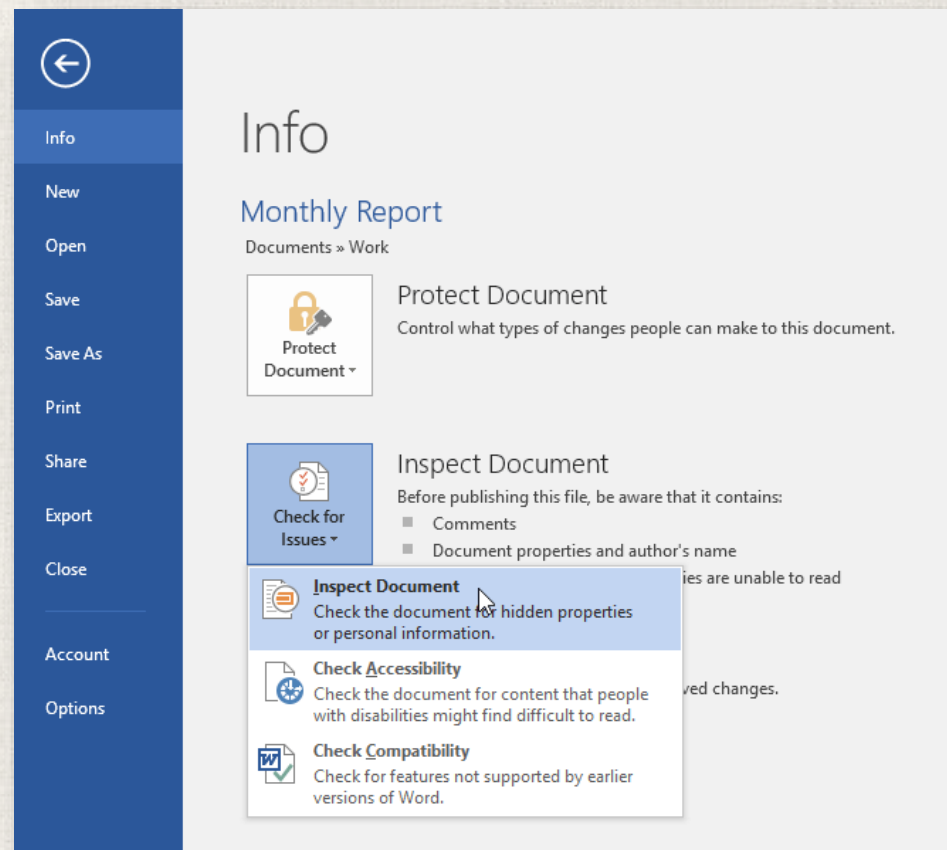 Info
New
Open
Save
Save As
Print
Share
Export
Close
Account
Options
Info
Monthly Report
Documents » Work
Protect
Document
Protect Document
Control what types of changes people can make to this document.
Check for
Issues
Inspect Document
Before publishing this file, be aware that it contains:
Comments
Document properties and author's name
ies are unable to read
ved changes.
Inspect Document
Check the document for hidden properties
or personal information.
Check Accessibility
Check the document for content that people
with disabilities might find difficult to read.
Check Compatibility
Check for features not supported by earlier
versions of Word.